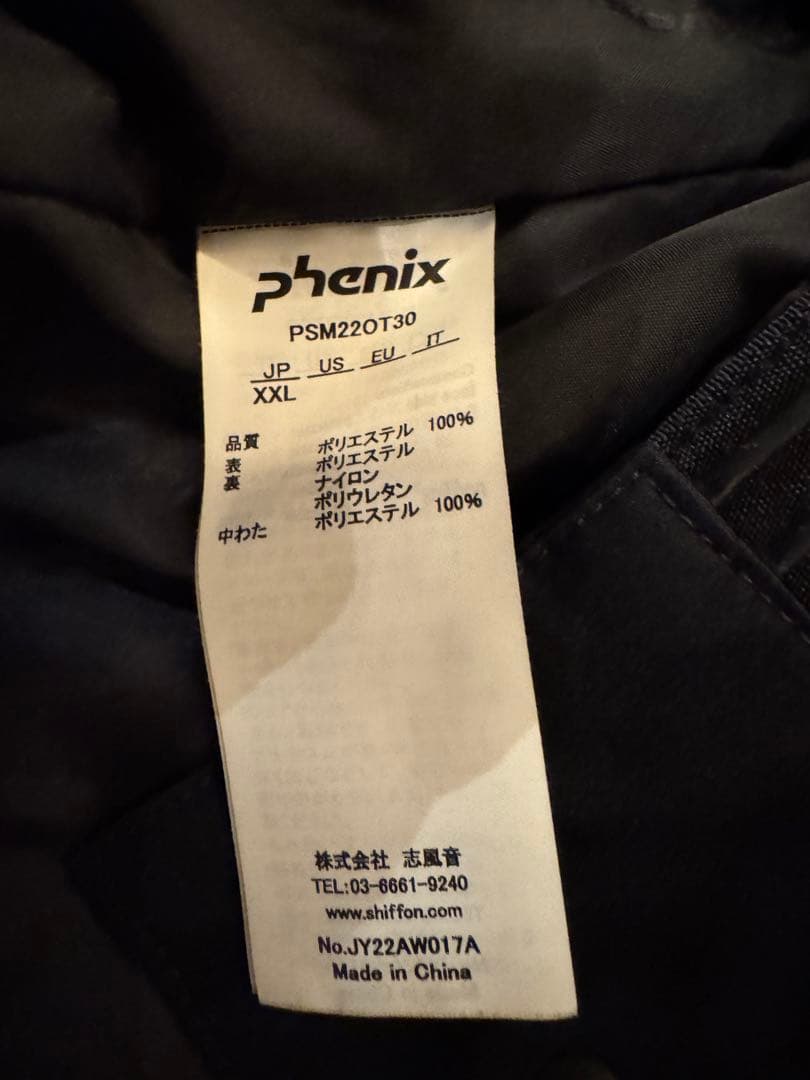 phenix
PSM22OT30
JP US EU IT
XXL
品質
表 ポリエステル 100%
裏 ポリエステル
ナイロン
ポリウレタン
中わた ポリエステル 100%
株式会社 志風音
TEL:03-6661-9240
www.shiffon.com
No.JY22AW017A
Made in China